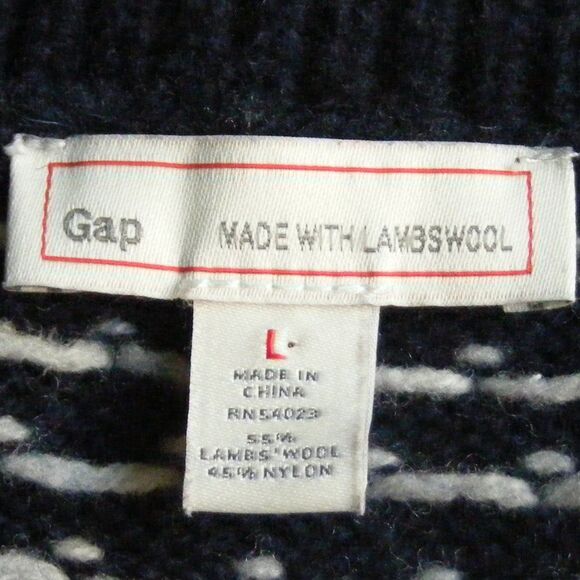 Gap MADE WITH LAMBSWOOL
L
MADE IN
CHINA
RN54023
55%
LAMBS' WOOL
45% NYLON